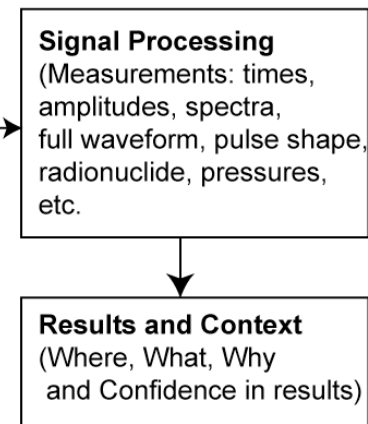 Signal Processing
(Measurements: times,
amplitudes, spectra,
full waveform, pulse shape,
radionuclide, pressures,
etc.
Results and Context
(Where, What, Why
and Confidence in results)